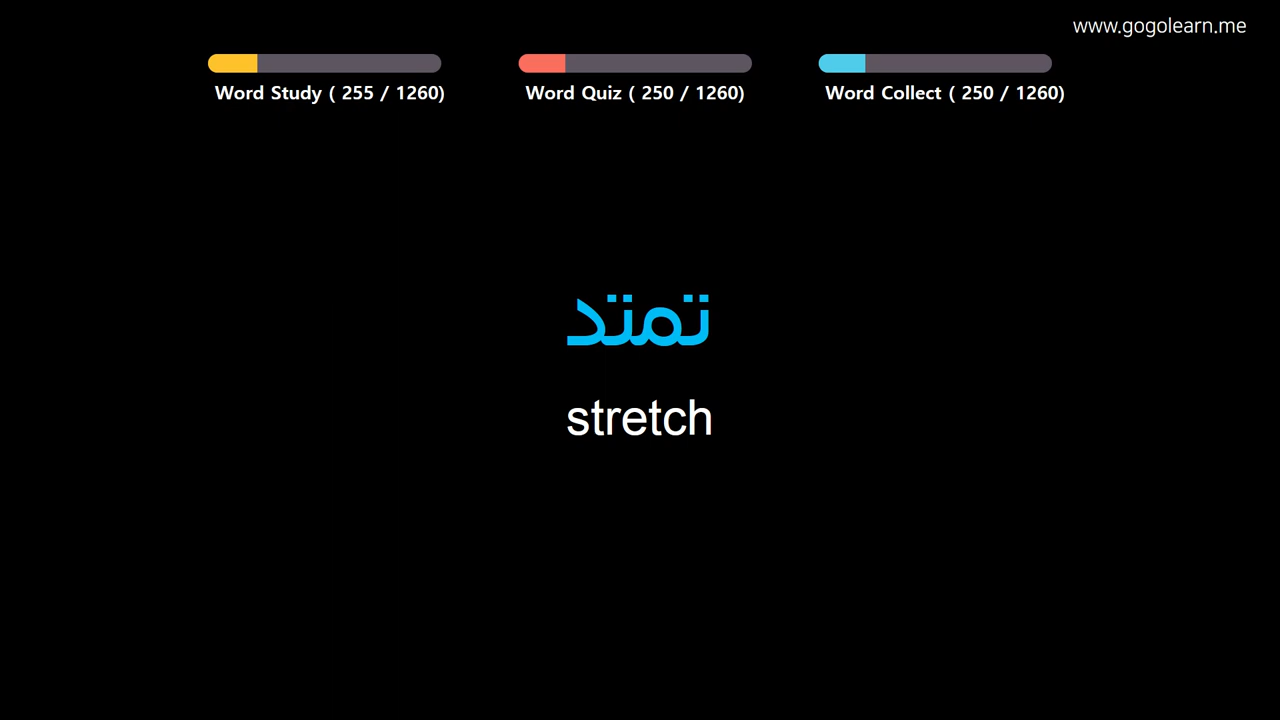 www.gogolearn.me
Word Study ( 255 / 1260)
Word Quiz ( 250 / 1260)
Word Collect ( 250 / 1260)
تمتد
stretch